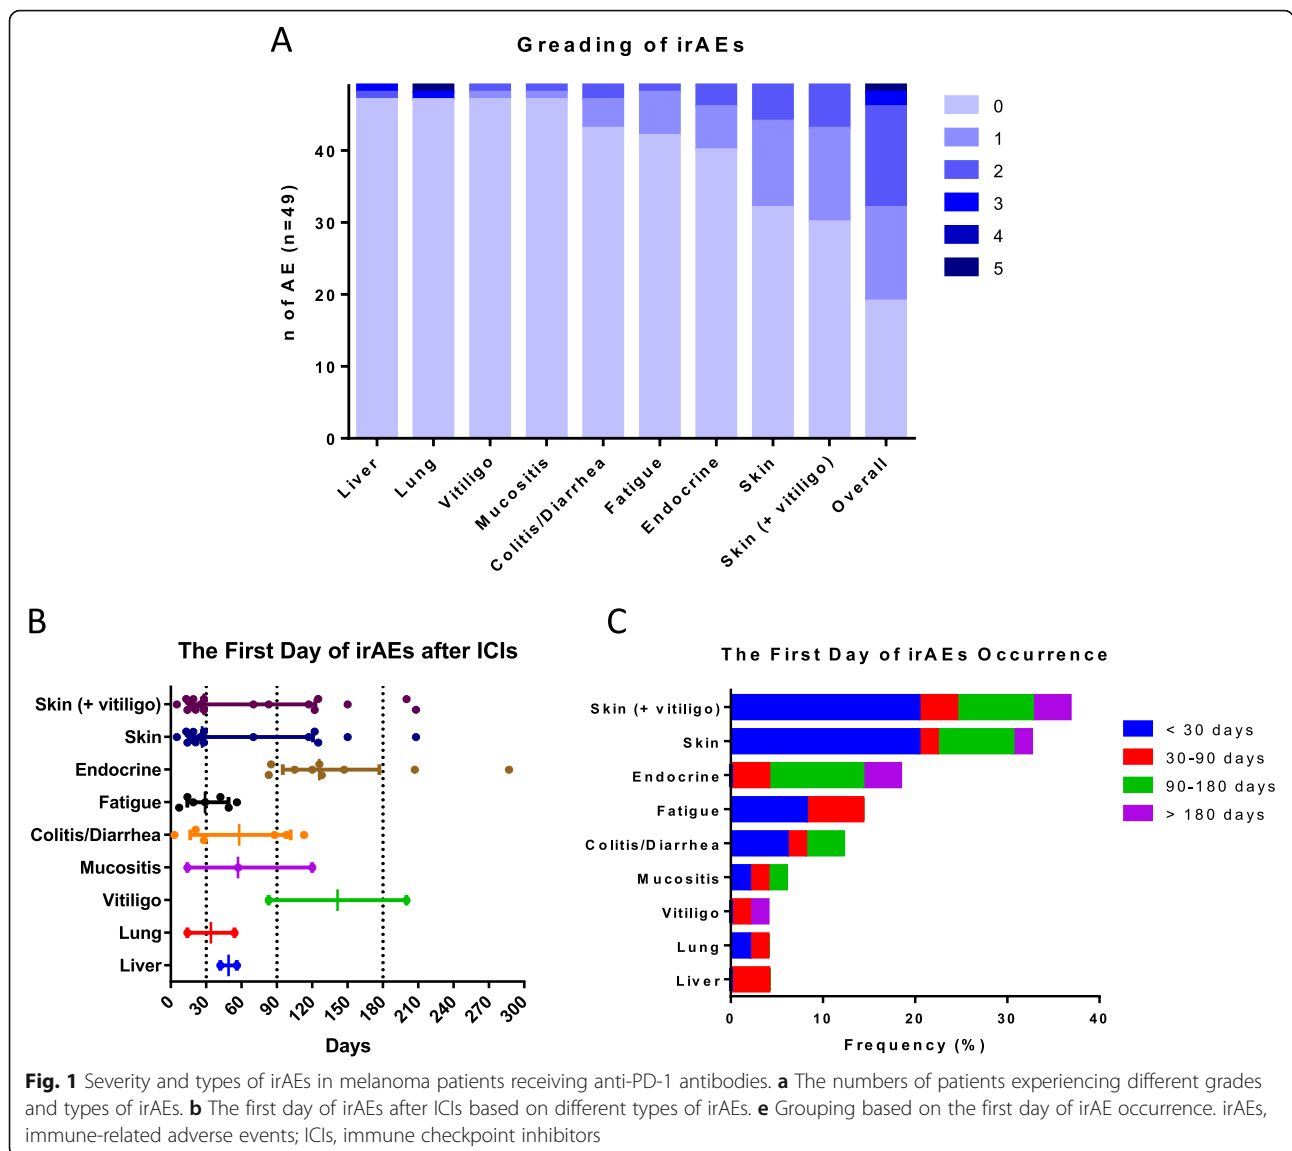 A
Greading of irAEs
n of AE (n=49)
40
30
20
10
0
Liver
Lung
Vitiligo
Mucositis
Colitis/Diarrhea
Fatigue
Endocrine
Skin
Skin (+ vitiligo)
Overall
0
1
2
3
4
5
B
The First Day of irAEs after ICIs
Skin (+ vitiligo)
Skin
Endocrine
Fatigue
Colitis/Diarrhea
Mucositis
Vitiligo
Lung
Liver
0
30
60
90
120
150
180
210
240
270
300
Days
C
The First Day of irAEs Occurrence
Skin (+ vitiligo)
Skin
Endocrine
Fatigue
Colitis/Diarrhea
Mucositis
Vitiligo
Lung
Liver
0
10
20
30
40
Frequency (%)
< 30 days
30-90 days
90-180 days
> 180 days
Fig. 1 Severity and types of irAEs in melanoma patients receiving anti-PD-1 antibodies. a The numbers of patients experiencing different grades
and types of irAEs. b The first day of irAEs after ICIs based on different types of irAEs. e Grouping based on the first day of irAE occurrence. irAEs,
immune-related adverse events; ICIs, immune checkpoint inhibitors